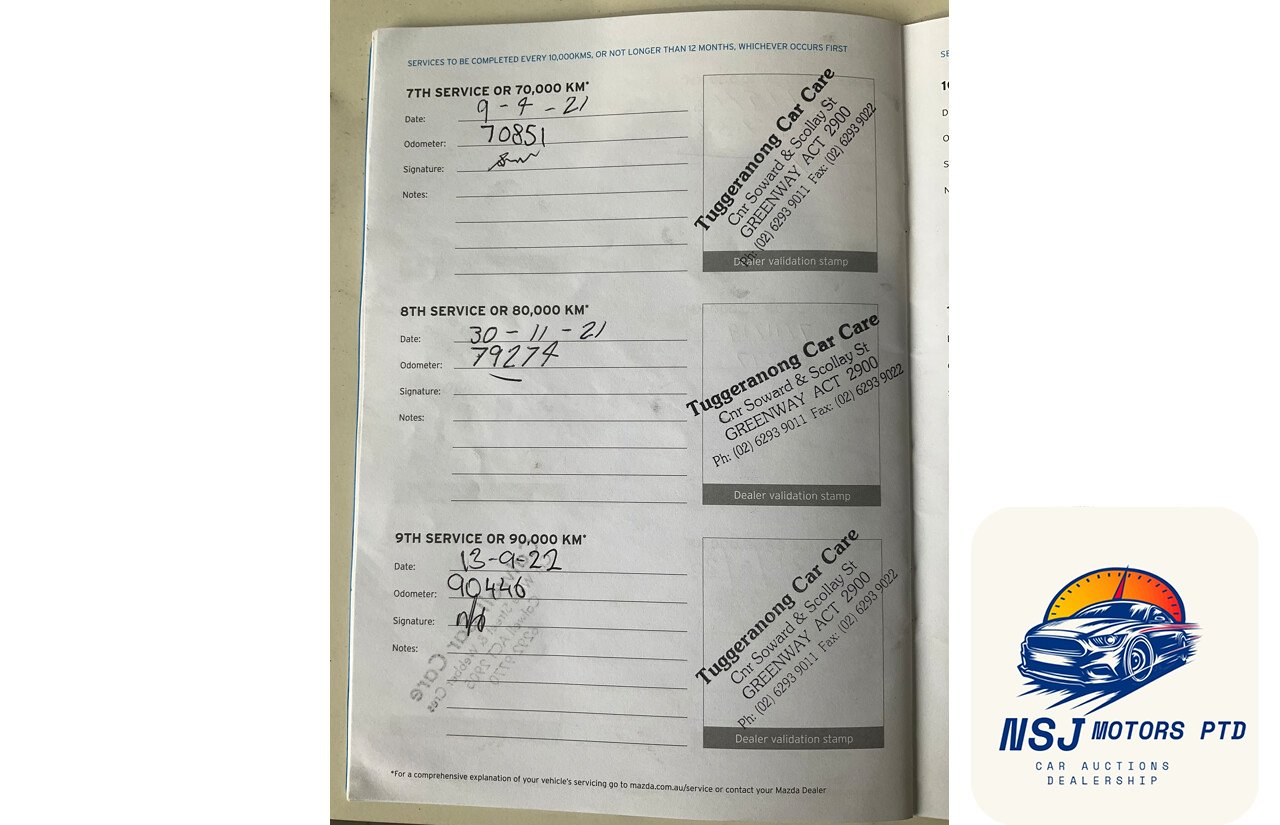 SERVICES TO BE COMPLETED EVERY 10,000KMS, OR NOT LONGER THAN 12 MONTHS, WHICHEVER OCCURS FIRST
7TH SERVICE OR 70,000 KM*
Date: 9-4-21
Odometer: 70851
Signature:
Notes:
Tuggeranong Car Care
Cnr Soward & Scollay St
GREENWAY ACT 2900
Ph: (02) 6293 9011 Fax: (02) 6293 9022
Dealer validation stamp
8TH SERVICE OR 80,000 KM*
Date: 30-11-21
Odometer: 79274
Signature:
Notes:
Tuggeranong Car Care
Cnr Soward & Scollay St
GREENWAY ACT 2900
Ph: (02) 6293 9011 Fax: (02) 6293 9022
Dealer validation stamp
9TH SERVICE OR 90,000 KM*
Date: 13-9-22
Odometer: 90446
Signature:
Notes:
Tuggeranong Car Care
Cnr Soward & Scollay St
GREENWAY ACT 2900
Ph: (02) 6293 9011 Fax: (02) 6293 9022
Dealer validation stamp
*For a comprehensive explanation of your vehicle's servicing go to mazda.com.au/service or contact your Mazda Dealer
NSJ MOTORS PTD
CAR AUCTIONS
DEALERSHIP